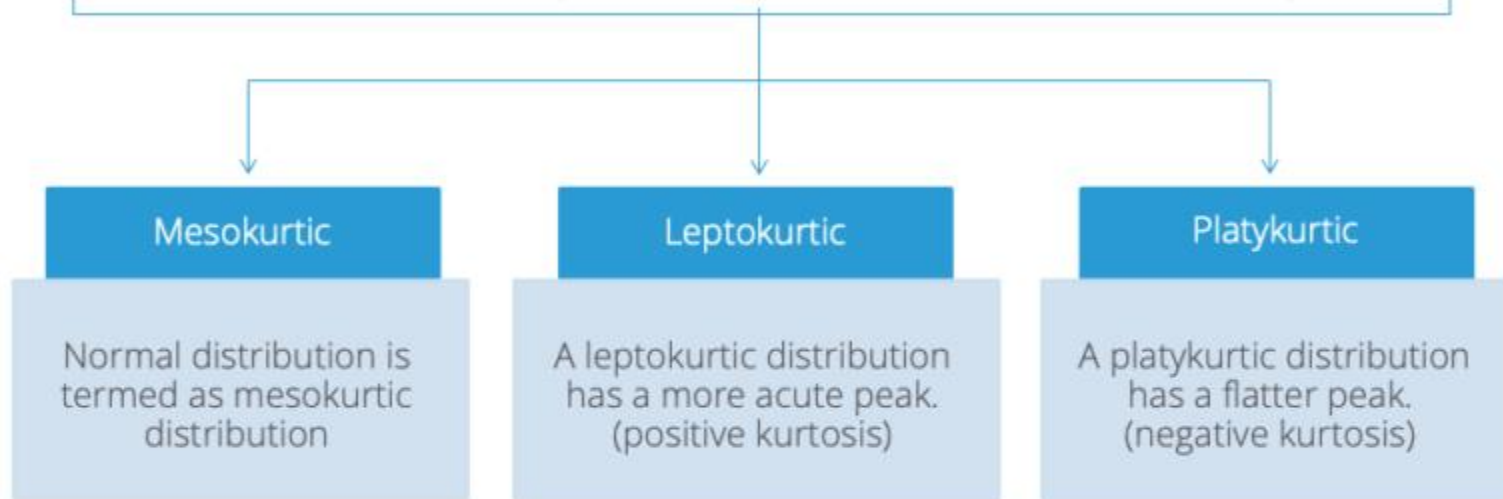 Mesokurtic
Normal distribution is
termed as mesokurtic
distribution
Leptokurtic
A leptokurtic distribution
has a more acute peak.
(positive kurtosis)
Platykurtic
A platykurtic distribution
has a flatter peak.
(negative kurtosis)